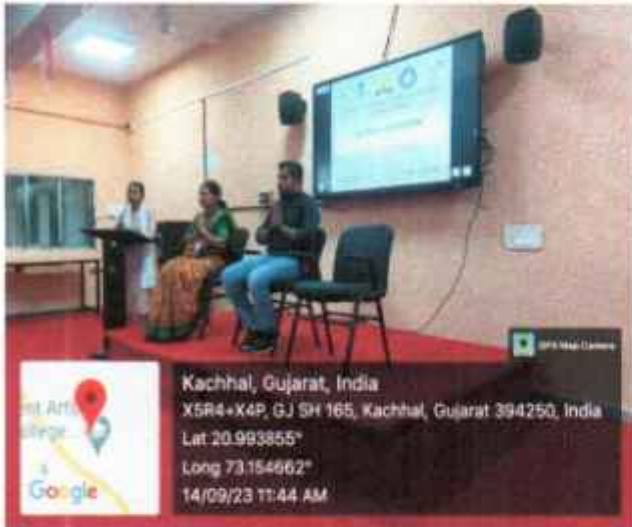 GPS Map Camera
Kachhal, Gujarat, India
X5R4+X4P, GJ SH 165, Kachhal, Gujarat 394250, India
Lat 20.993855°
Long 73.154662°
14/09/23 11:44 AM
Google